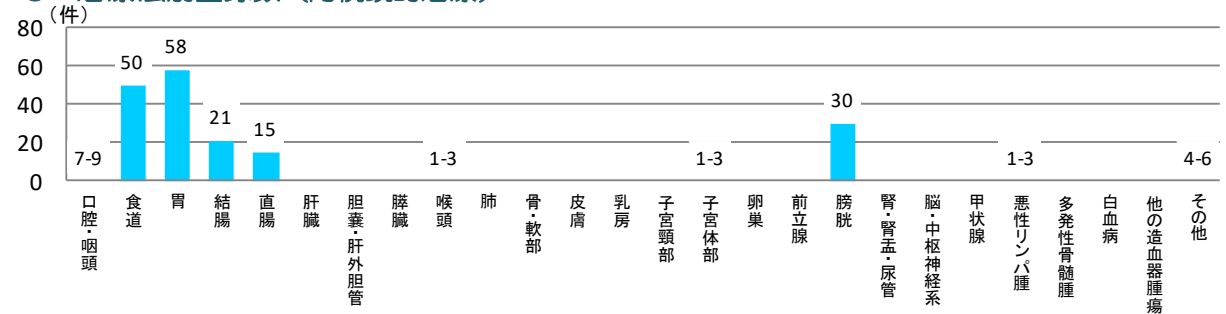 (件)
80
60
40
20
0
7-9
50
58
21
15
1-3
1-3
30
1-3
4-6
口腔・咽頭
食道
胃
結腸
直腸
肝臓
胆嚢・肝外胆管
膵臓
喉頭
肺
骨・軟部
皮膚
乳房
子宮頸部
子宮体部
卵巣
前立腺
膀胱
腎・腎盂・尿管
脳・中枢神経系
甲状腺
悪性リンパ腫
多発性骨髄腫
白血病
他の造血器腫瘍
その他